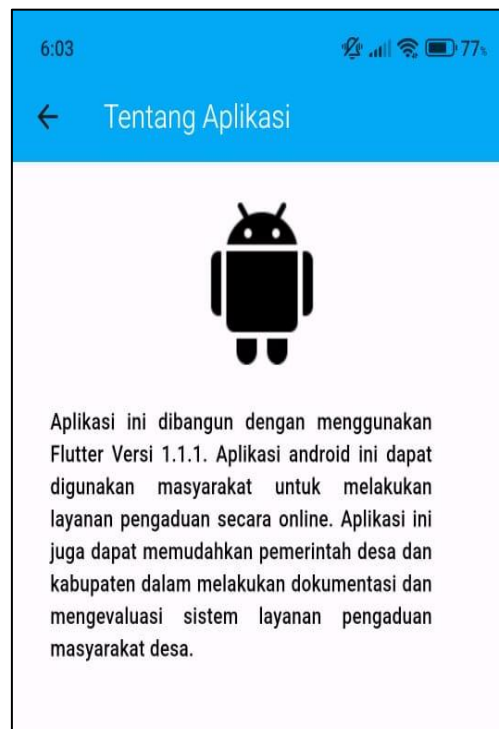 6:03
77%
Tentang Aplikasi
Aplikasi ini dibangun dengan menggunakan
Flutter Versi 1.1.1. Aplikasi android ini dapat
digunakan masyarakat untuk melakukan
layanan pengaduan secara online. Aplikasi ini
juga dapat memudahkan pemerintah desa dan
kabupaten dalam melakukan dokumentasi dan
mengevaluasi sistem layanan pengaduan
masyarakat desa.